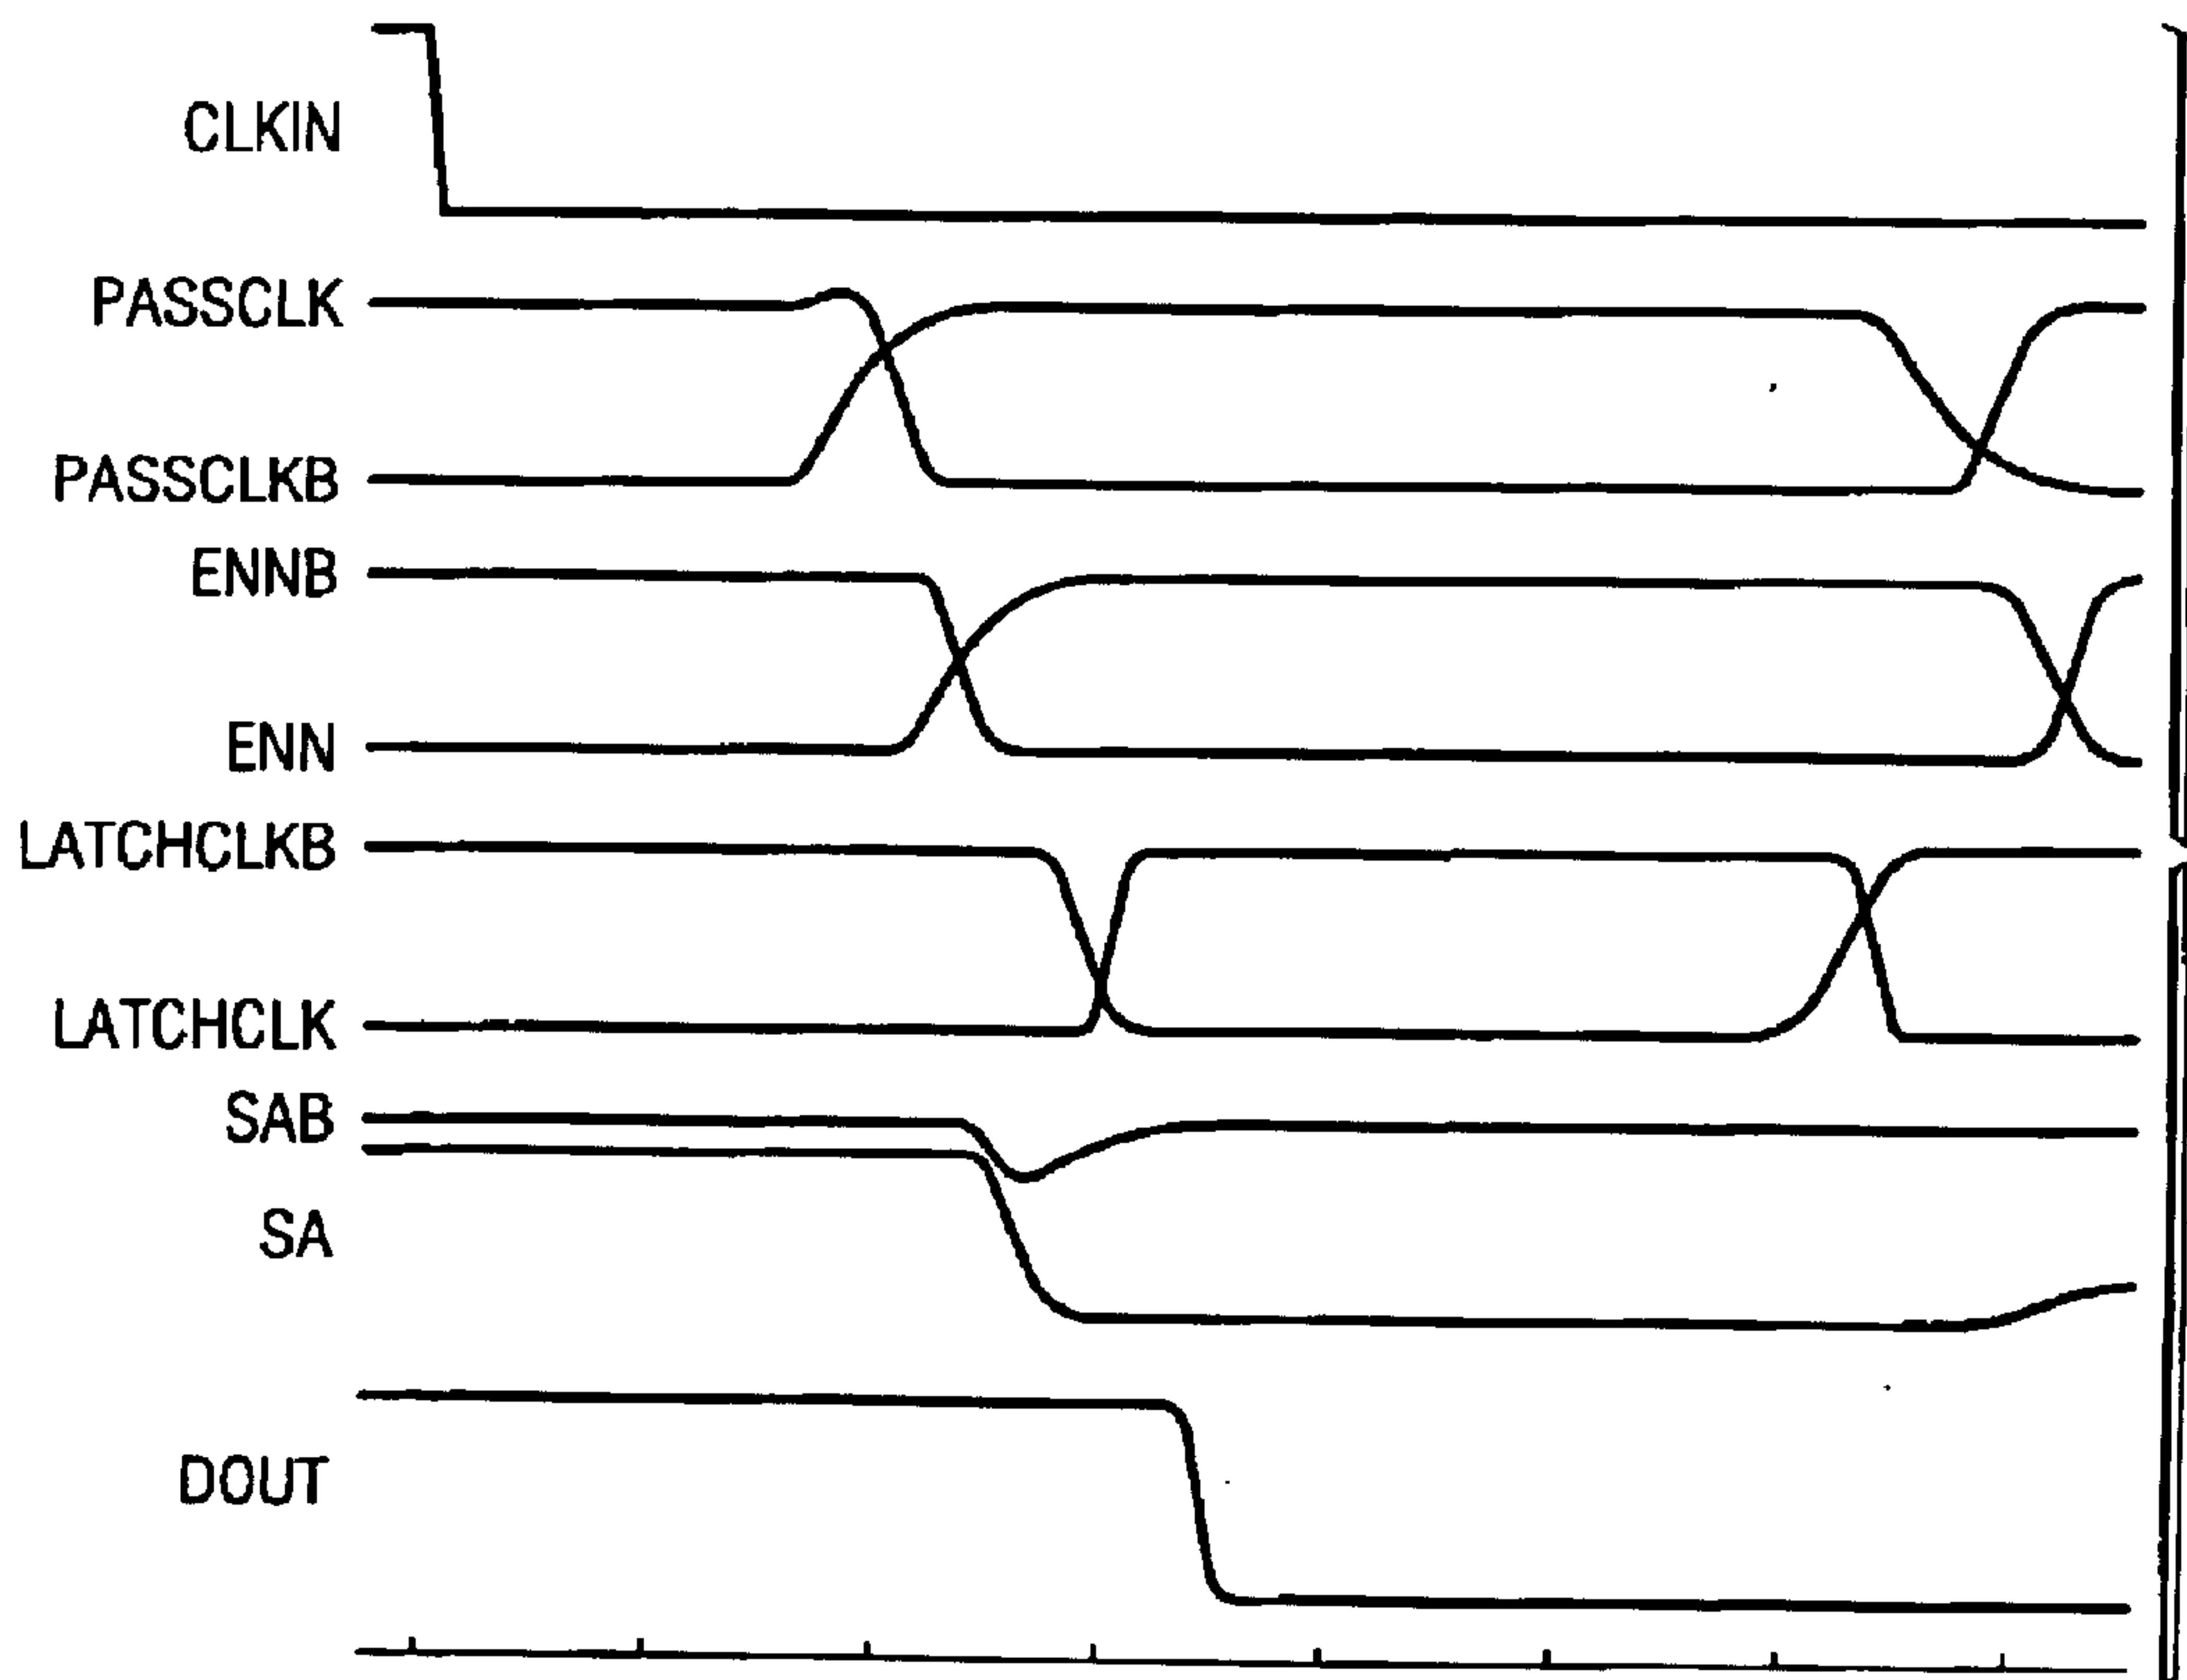 CLKIN
PASSCLK
PASSCLKB
ENNB
ENN
LATCHCLKB
LATCHCLK
SAB
SA
DOUT